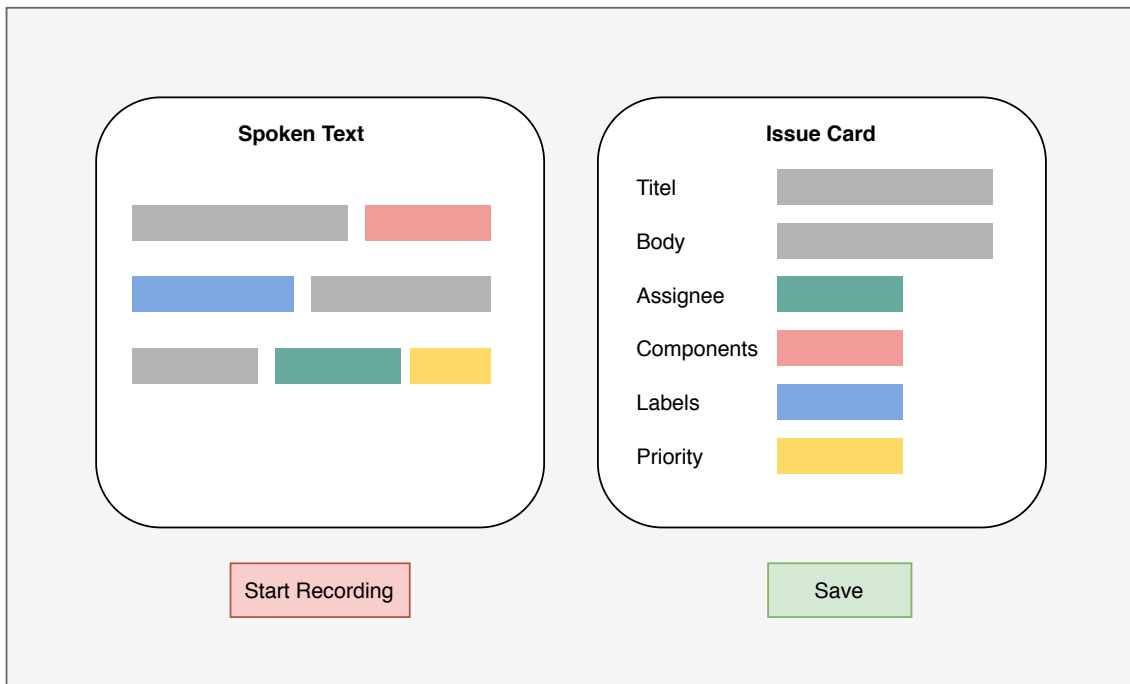 Spoken Text
Issue Card
Titel
Body
Assignee
Components
Labels
Priority
Start Recording
Save